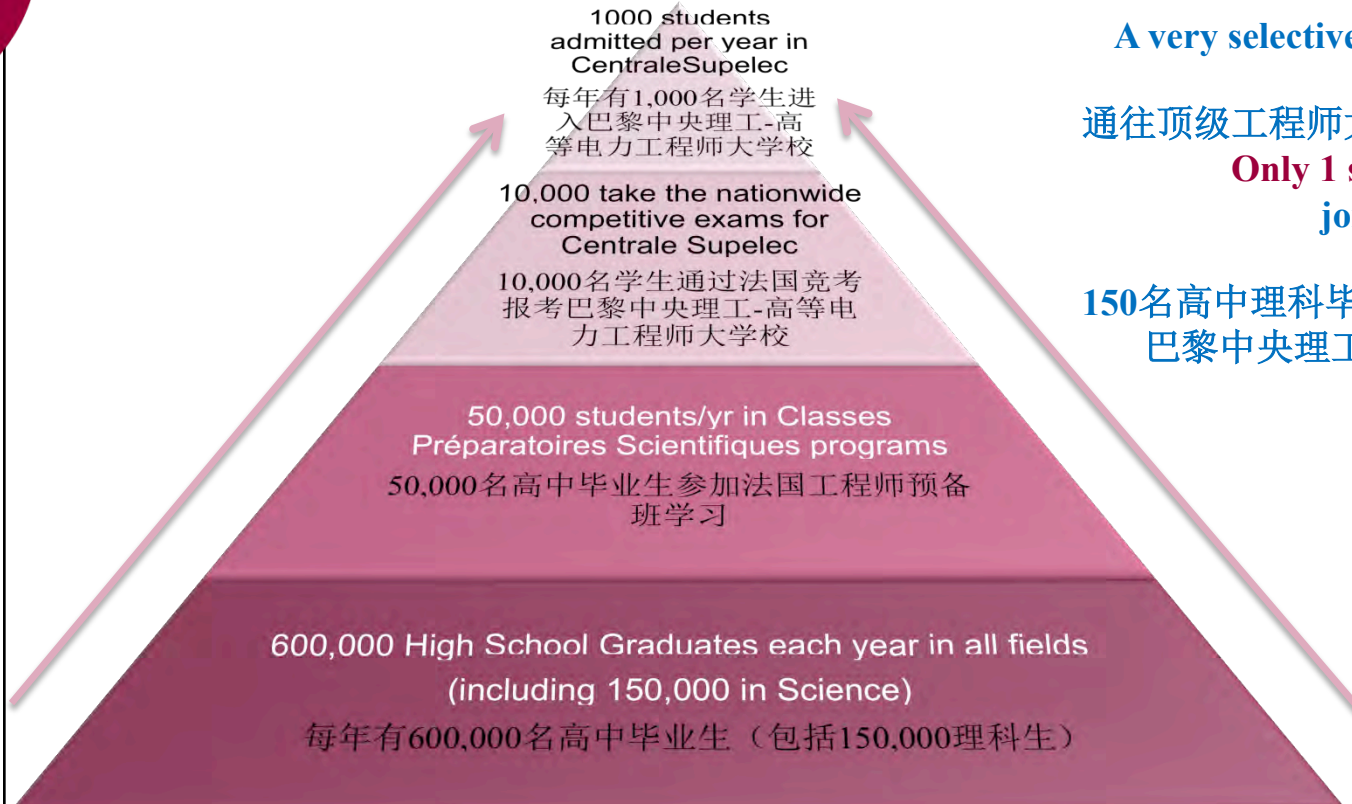 1000 students
admitted per year in
CentraleSupelec
每年有1,000名学生进
入巴黎中央理工-高
等电力工程师大学校
10,000 take the nationwide
competitive exams for
Centrale Supelec
10,000名学生通过法国竞考
报考巴黎中央理工-高等电
力工程师大学校
50,000 students/yr in Classes
Préparatoires Scientifiques programs
50,000名高中毕业生参加法国工程师预备
班学习
600,000 High School Graduates each year in all fields
(including 150,000 in Science)
每年有600,000名高中毕业生（包括150,000理科生）
A very selective
通往顶级工程师
Only 1
150名高中理科毕
巴黎中央理工